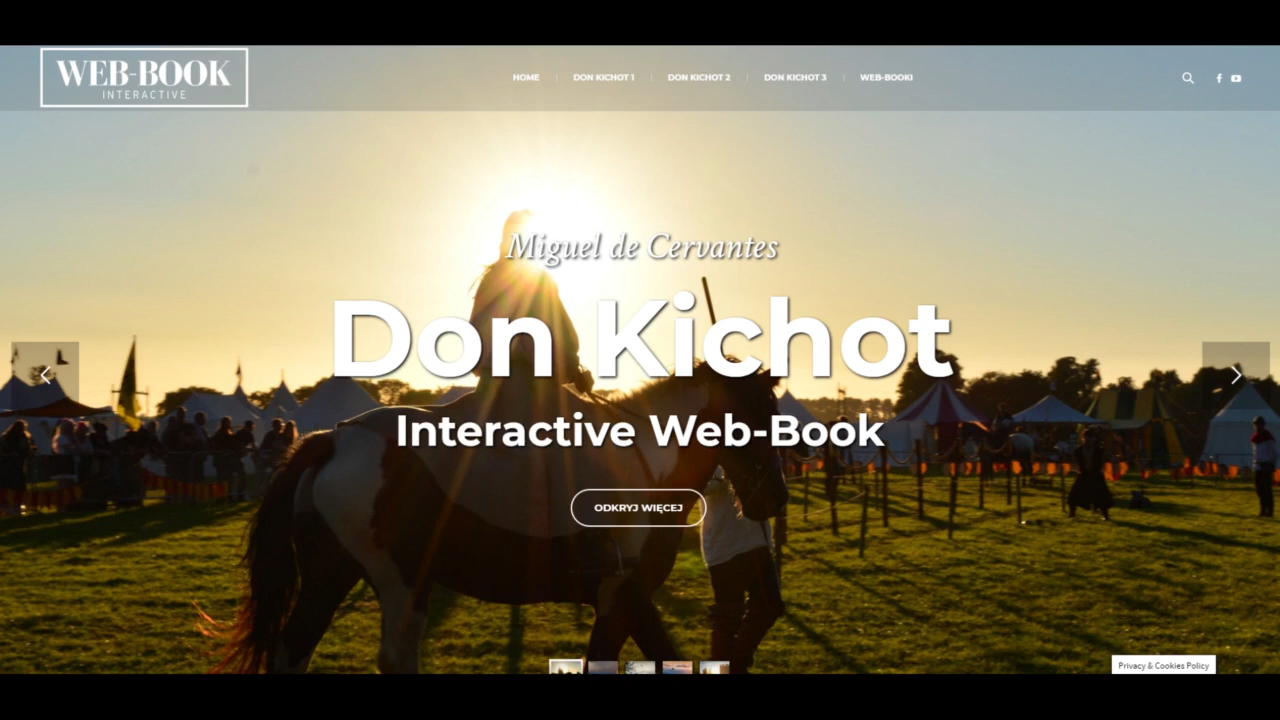 WEB-BOOK
INTERACTIVE
HOME
DON KICHOT 1
DON KICHOT 2
DON KICHOT 3
WEB-BOOKI
Miguel de Cervantes
Don Kichot
Interactive Web-Book
ODKRYJ WIĘCEJ
Privacy & Cookies Policy